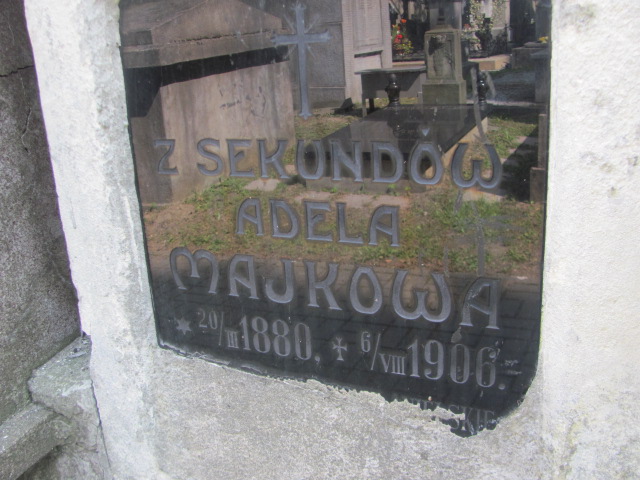 Z SEKUNDÓW
ADELA
MAJKOWA
* 20/III 1880. + 6/VIII 1906.